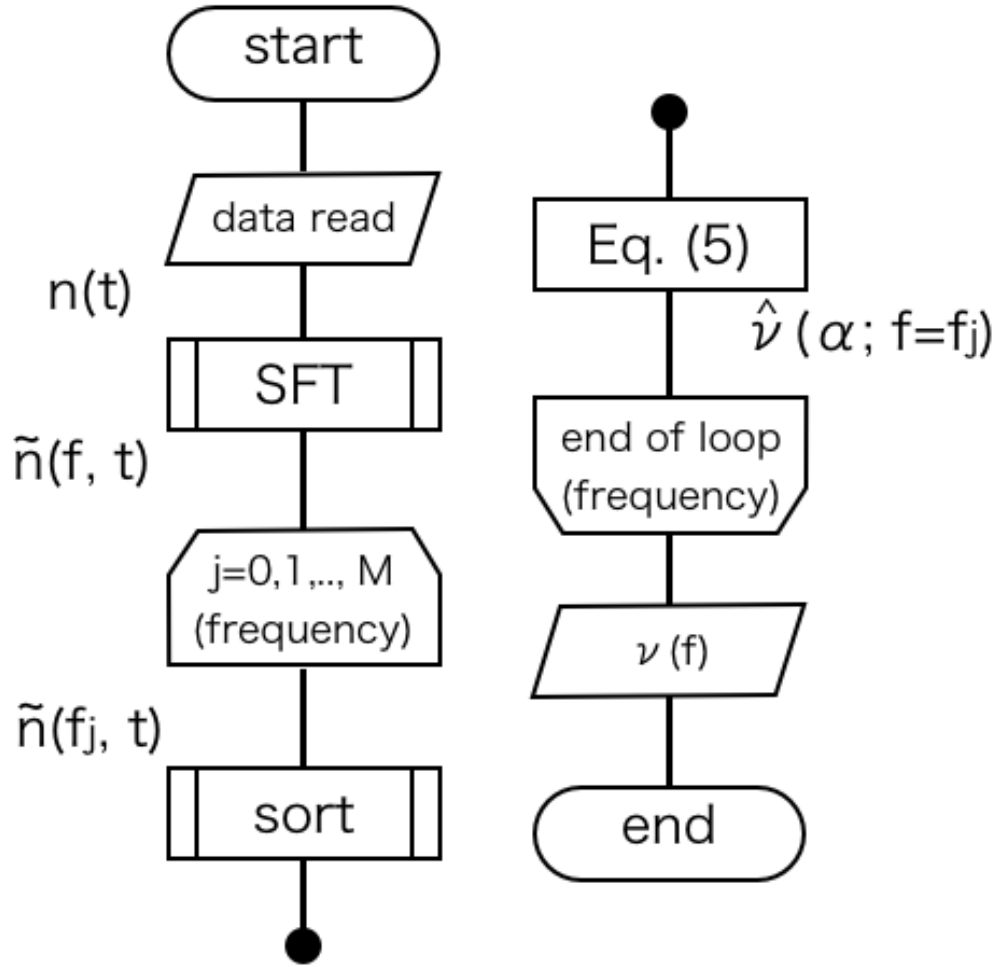 start
data read
n(t)
SFT
ñ(f, t)
j=0,1,.., M
(frequency)
ñ(fj, t)
sort
Eq. (5)
ν̂ (α; f=fj)
end of loop
(frequency)
ν (f)
end